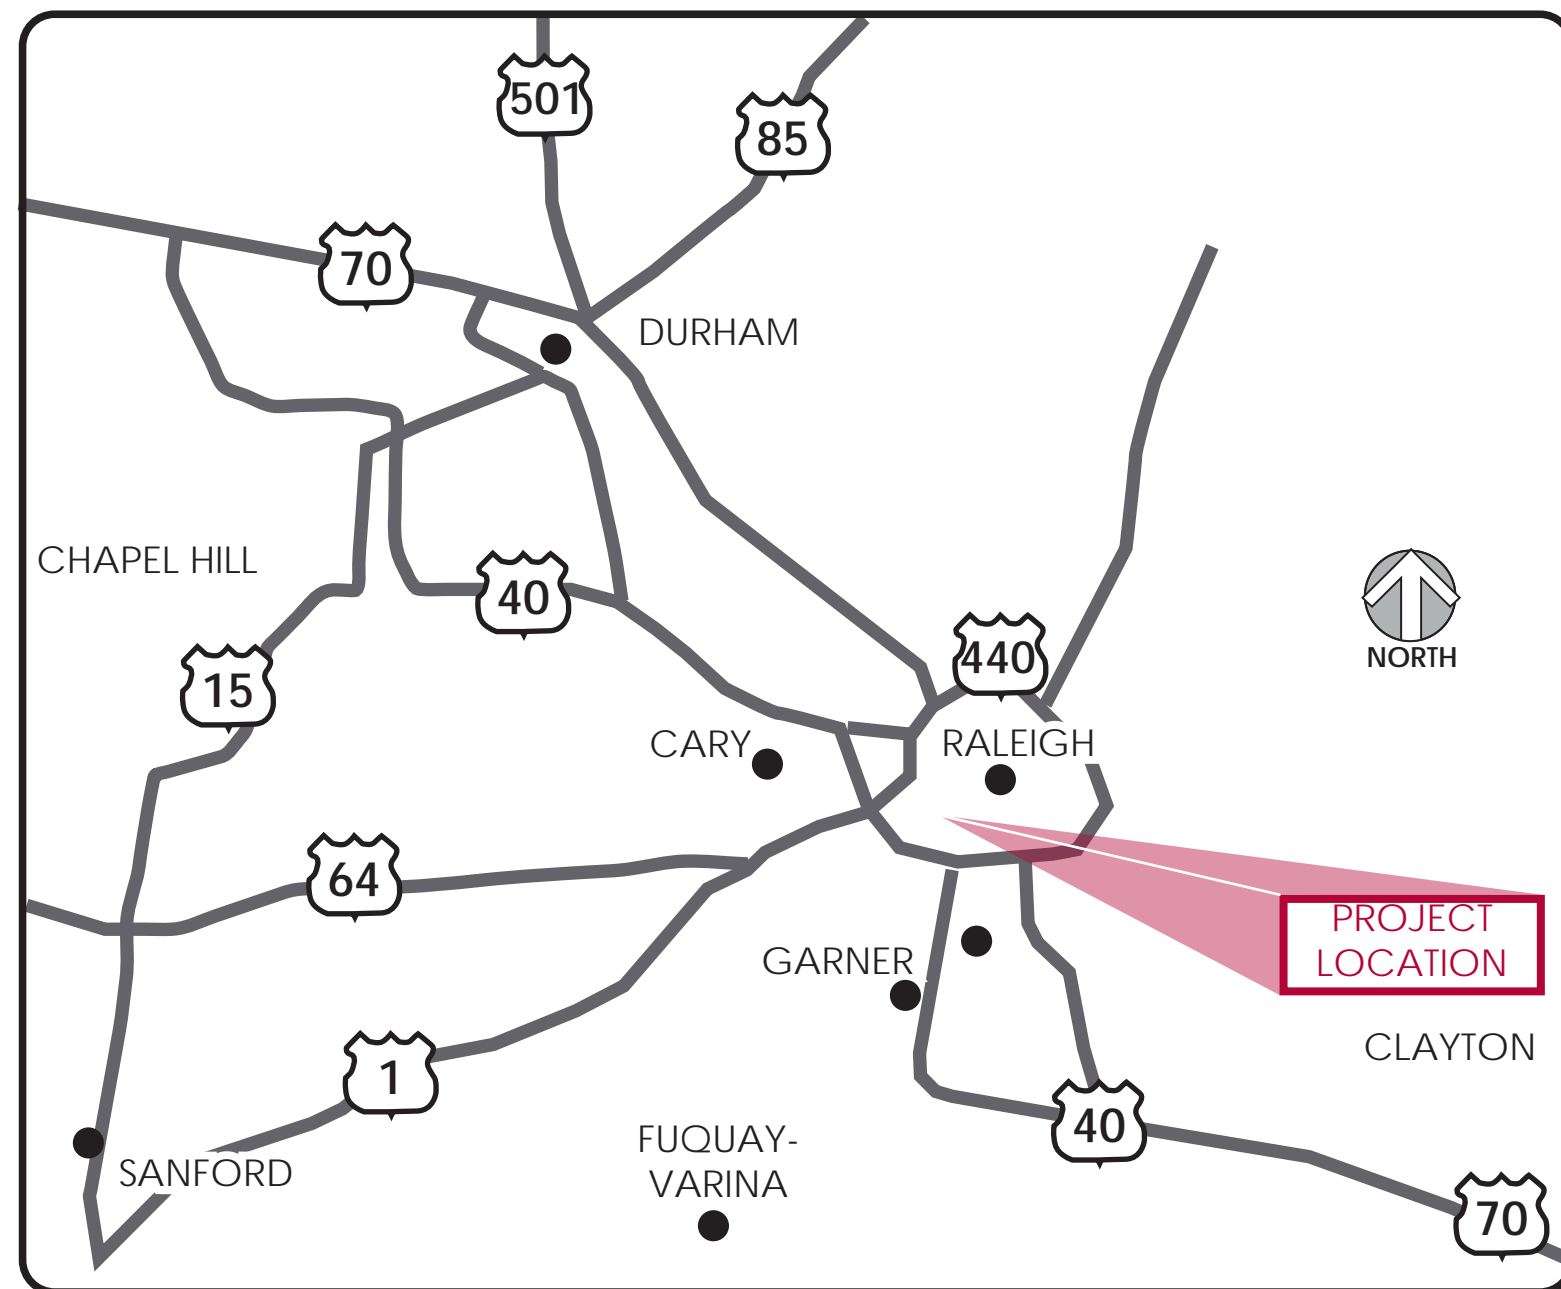 501
85
70
DURHAM
CHAPEL HILL
40
NORTH
440
15
CARY
RALEIGH
64
PROJECT
LOCATION
GARNER
CLAYTON
1
40
FUQUAY-
VARINA
SANFORD
70